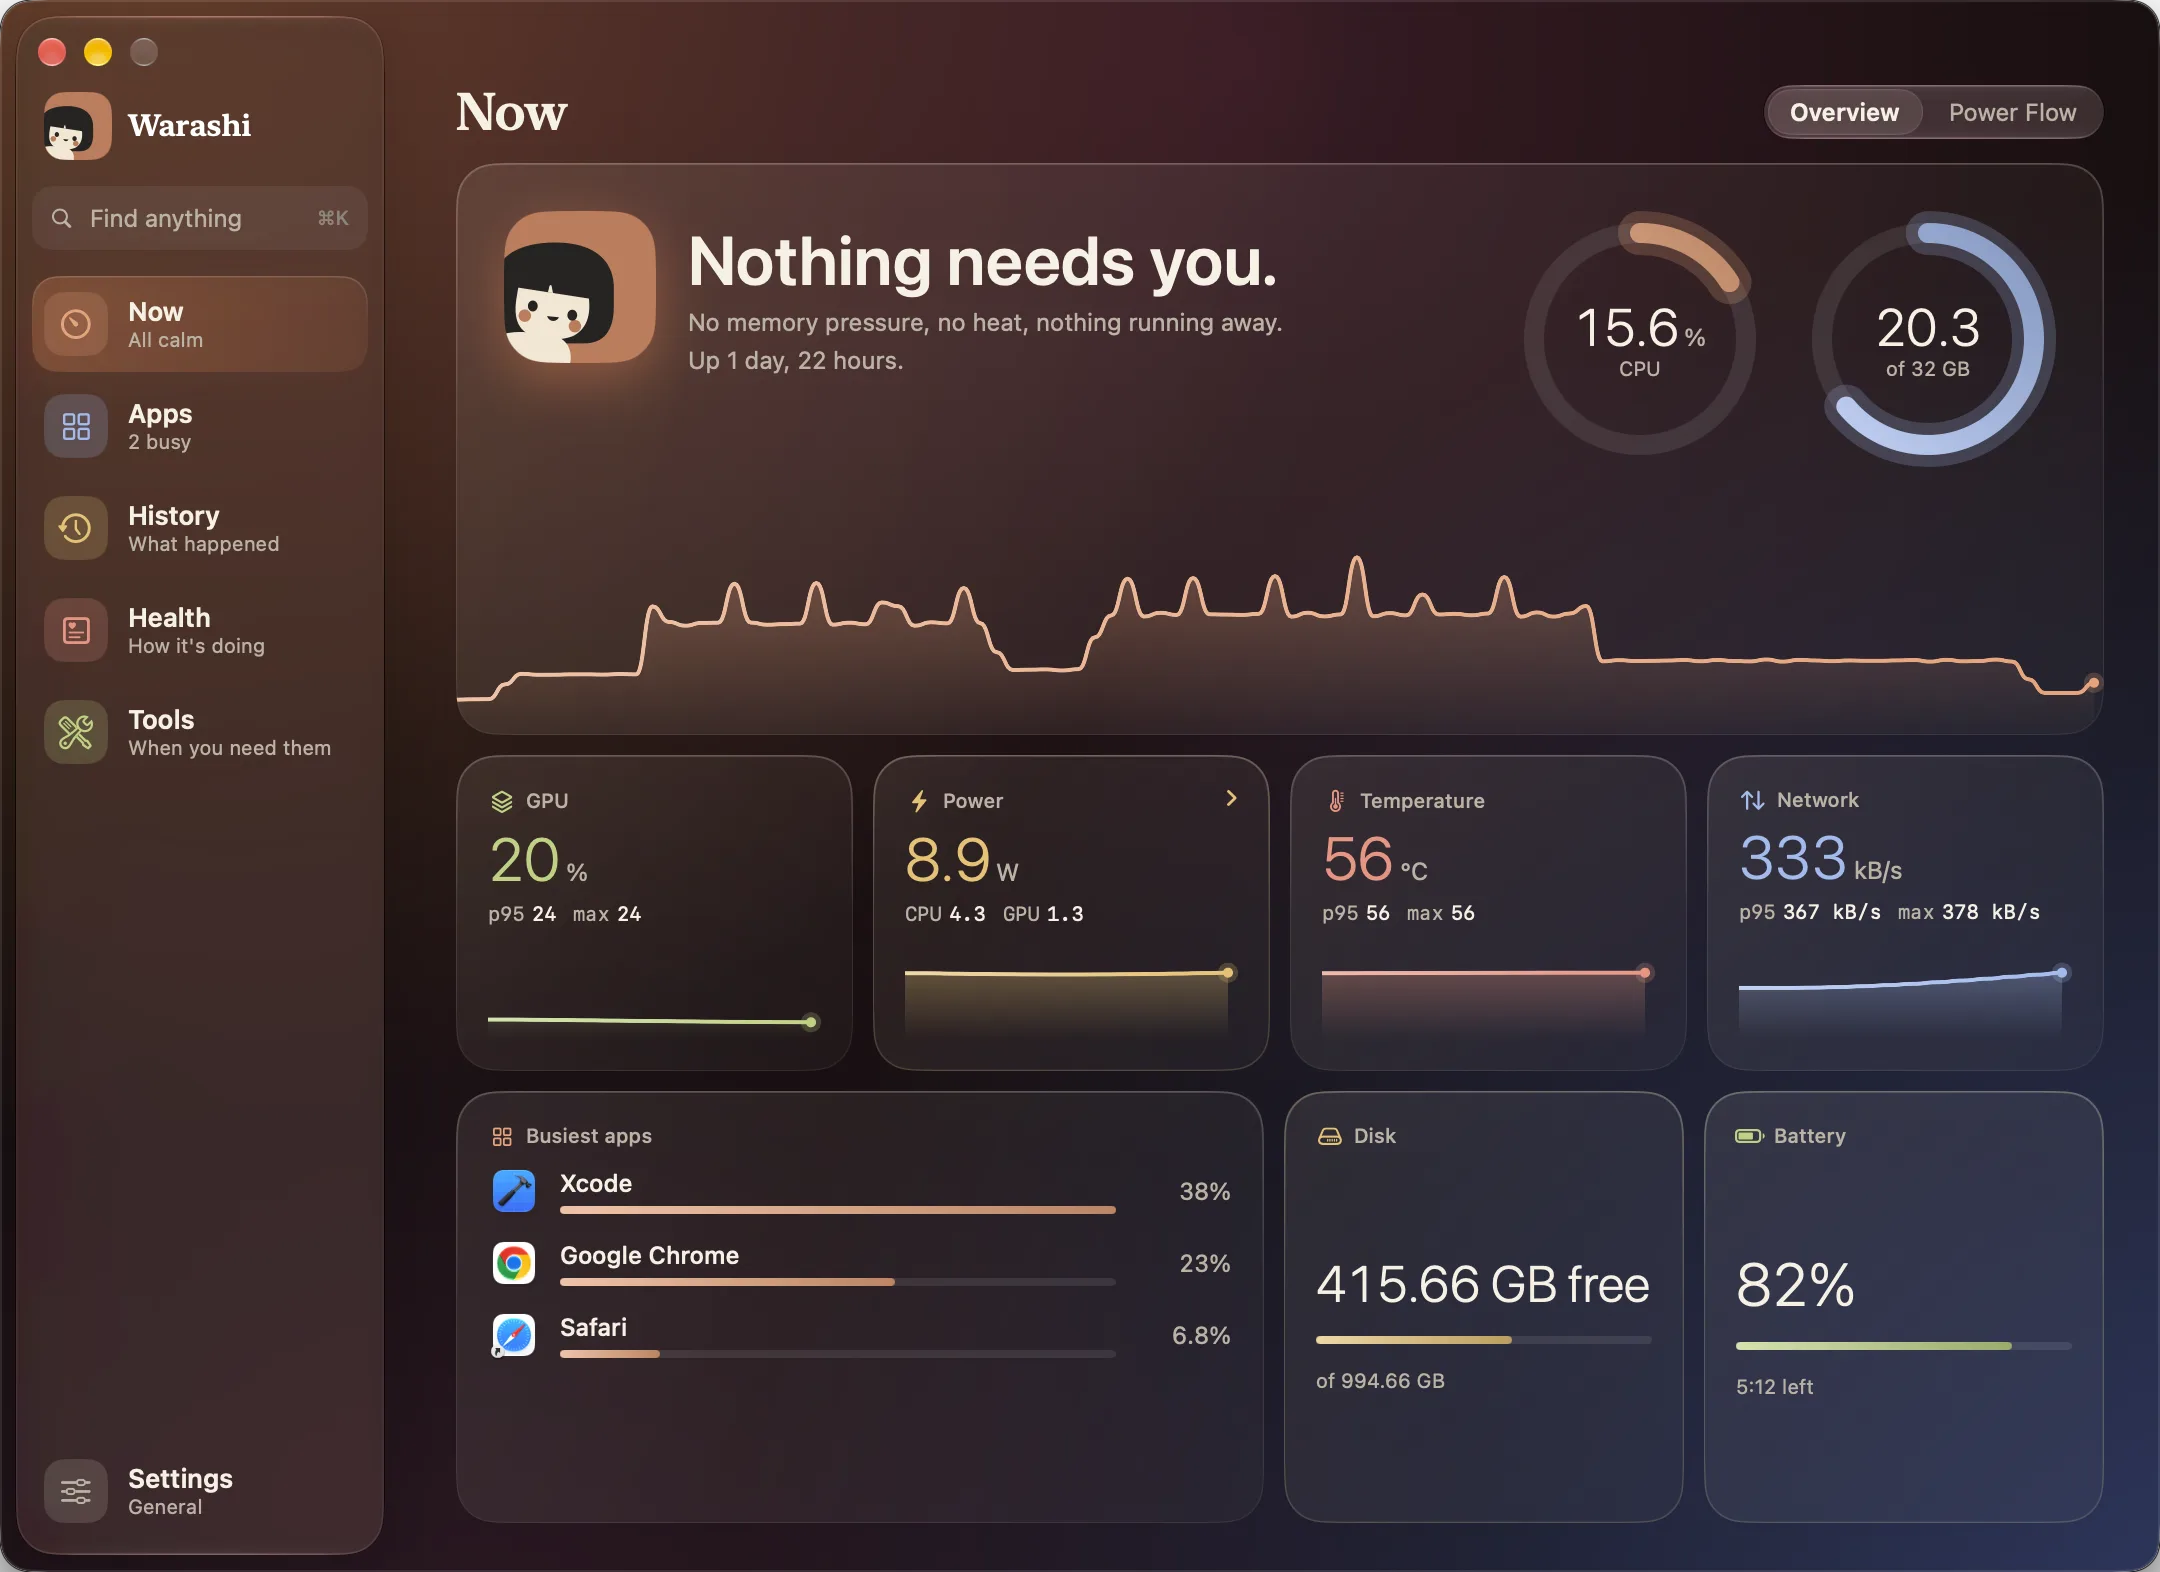 Warashi
Find anything ⌘K
Now
All calm
Apps
2 busy
History
What happened
Health
How it's doing
Tools
When you need them
Settings
General
Now
Overview Power Flow
Nothing needs you.
No memory pressure, no heat, nothing running away.
Up 1 day, 22 hours.
15.6 %
CPU
20.3
of 32 GB
GPU
20 %
p95 24 max 24
Power
8.9 W
CPU 4.3 GPU 1.3
Temperature
56 °C
p95 56 max 56
Network
333 kB/s
p95 367 kB/s max 378 kB/s
Busiest apps
Xcode
38%
Google Chrome
23%
Safari
6.8%
Disk
415.66 GB free
of 994.66 GB
Battery
82%
5:12 left